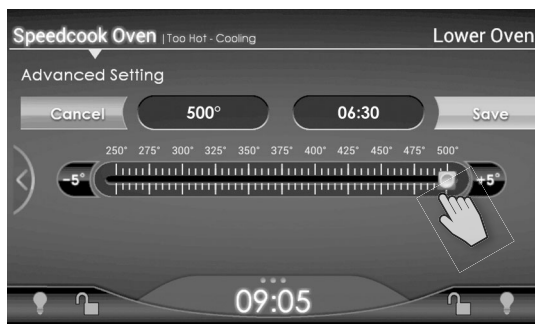 Speedcook Oven | Too Hot - Cooling Lower Oven
Advanced Setting
Cancel 500° 06:30 Save
250° 275° 300° 325° 350° 375° 400° 425° 450° 475° 500°
-5° +5°
09:05